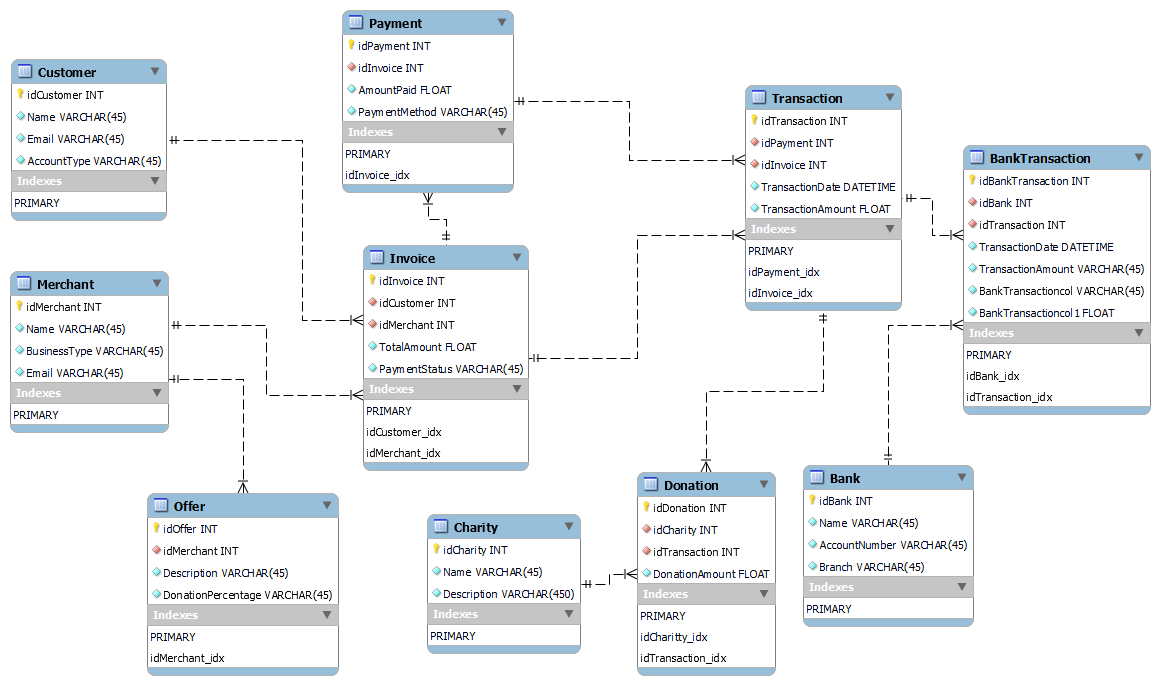 Payment
idPayment INT
idInvoice INT
AmountPaid FLOAT
PaymentMethod VARCHAR(45)
Indexes
PRIMARY
idInvoice_idx
Customer
idCustomer INT
Name VARCHAR(45)
Email VARCHAR(45)
AccountType VARCHAR(45)
Indexes
PRIMARY
Transaction
idTransaction INT
idPayment INT
idInvoice INT
TransactionDate DATETIME
TransactionAmount FLOAT
Indexes
PRIMARY
idPayment_idx
idInvoice_idx
BankTransaction
idBankTransaction INT
idBank INT
idTransaction INT
TransactionDate DATETIME
TransactionAmount VARCHAR(45)
BankTransactioncol VARCHAR(45)
BankTransactioncol1 FLOAT
Indexes
PRIMARY
idBank_idx
idTransaction_idx
Invoice
idInvoice INT
idCustomer INT
idMerchant INT
TotalAmount FLOAT
PaymentStatus VARCHAR(45)
Indexes
PRIMARY
idCustomer_idx
idMerchant_idx
Merchant
idMerchant INT
Name VARCHAR(45)
BusinessType VARCHAR(45)
Email VARCHAR(45)
Indexes
PRIMARY
Offer
idOffer INT
idMerchant INT
Description VARCHAR(45)
DonationPercentage VARCHAR(45)
Indexes
PRIMARY
idMerchant_idx
Charity
idCharity INT
Name VARCHAR(45)
Description VARCHAR(450)
Indexes
PRIMARY
Donation
idDonation INT
idCharity INT
idTransaction INT
DonationAmount FLOAT
Indexes
PRIMARY
idCharitty_idx
idTransaction_idx
Bank
idBank INT
Name VARCHAR(45)
AccountNumber VARCHAR(45)
Branch VARCHAR(45)
Indexes
PRIMARY